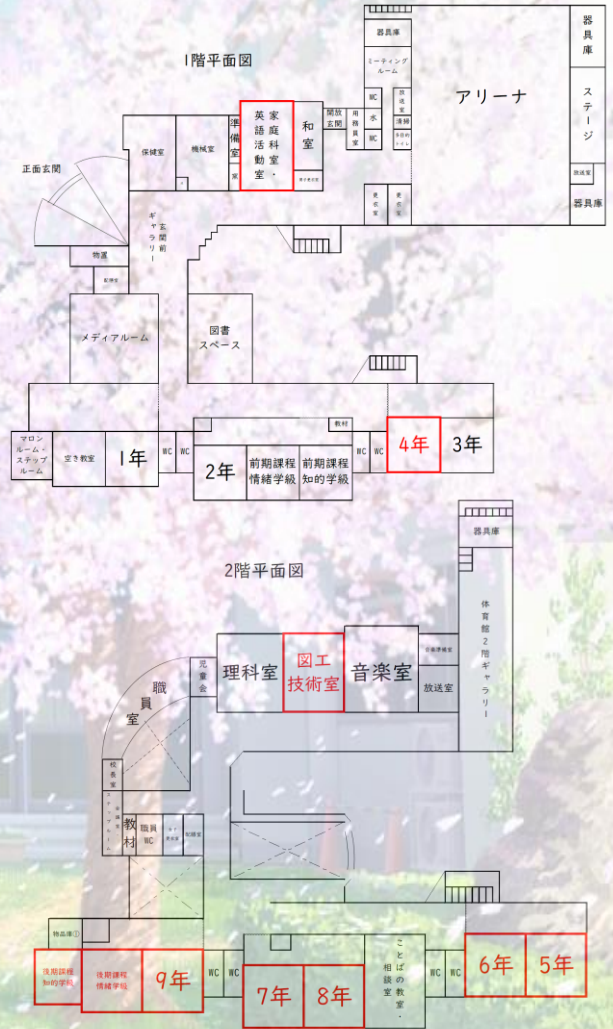 1階平面図
器具庫
ミーティング
ルーム
アリーナ
器具庫
ステージ
放送室
器具庫
WC
水
WC
放送室
清掃
多目的
トイレ
用務員室
開放
玄関
更衣室
更衣室
和室
家庭科室・
英語活動室
準備室
機械室
保健室
正面玄関
玄関前
ギャラリー
物置
メディアルーム
図書
スペース
マロン
ルーム・
ステップ
ルーム
空き教室
1年
WC
WC
2年
前期課程
情緒学級
前期課程
知的学級
教材
WC
WC
4年
3年
2階平面図
器具庫
体育館2階ギャラリー
理科室
図工
技術室
音楽室
音楽準備室
放送室
児童会
職員室
校長室
教材
職員
WC
物品庫①
後期課程
知的学級
後期課程
情緒学級
9年
WC
WC
7年
8年
ことばの教室・
相談室
WC
WC
6年
5年